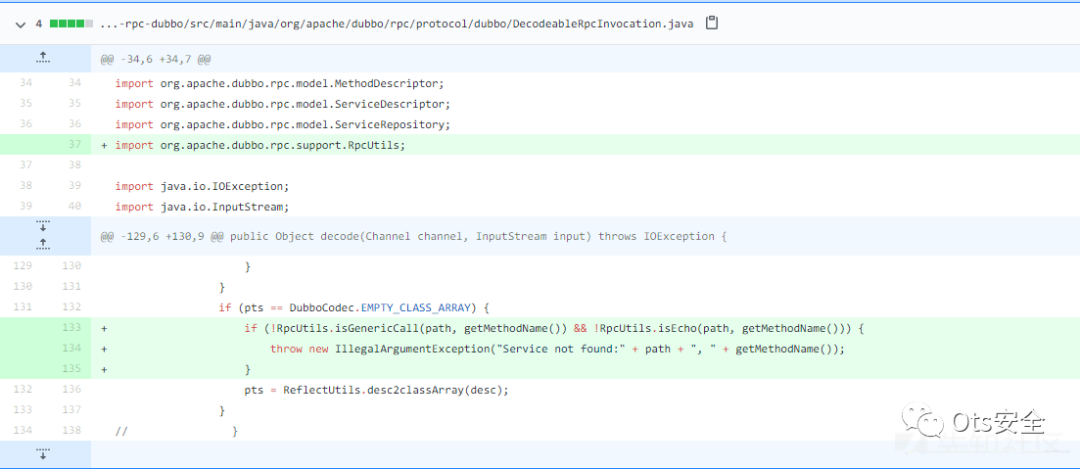 4 ...-rpc-dubbo/src/main/java/org/apache/dubbo/rpc/protocol/dubbo/DecodeableRpcInvocation.java
@@ -34,6 +34,7 @@
34 34 import org.apache.dubbo.rpc.model.MethodDescriptor;
35 35 import org.apache.dubbo.rpc.model.ServiceDescriptor;
36 36 import org.apache.dubbo.rpc.model.ServiceRepository;
37 + import org.apache.dubbo.rpc.support.RpcUtils;
37 38
38 39 import java.io.IOException;
39 40 import java.io.InputStream;
@@ -129,6 +130,9 @@ public Object decode(Channel channel, InputStream input) throws IOException {
129 130 }
130 131 }
131 132 if (pts == DubboCodec.EMPTY_CLASS_ARRAY) {
133 + if (!RpcUtils.isGenericCall(path, getMethodName()) && !RpcUtils.isEcho(path, getMethodName())) {
134 + throw new IllegalArgumentException("Service not found:" + path + ", " + getMethodName());
135 + }
132 136 pts = ReflectUtils.desc2classArray(desc);
133 137 }
134 138 // }
Ots安全